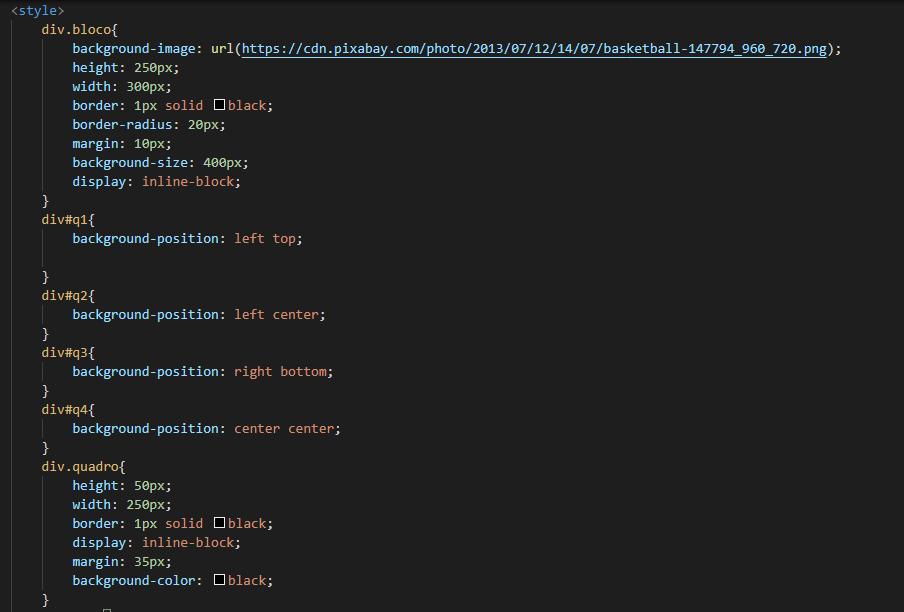 <style>
div.bloco{
background-image: url(https://cdn.pixabay.com/photo/2013/07/12/14/07/basketball-147794_960_720.png);
height: 250px;
width: 300px;
border: 1px solid black;
border-radius: 20px;
margin: 10px;
background-size: 400px;
display: inline-block;
}
div#q1{
background-position: left top;
}
div#q2{
background-position: left center;
}
div#q3{
background-position: right bottom;
}
div#q4{
background-position: center center;
}
div.quadro{
height: 50px;
width: 250px;
border: 1px solid black;
display: inline-block;
margin: 35px;
background-color: black;
}